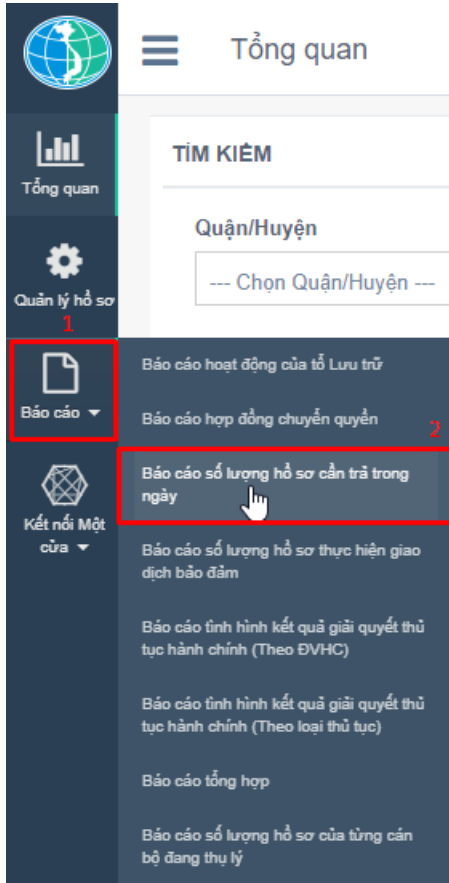 Tổng quan
Tổng quan
TÌM KIẾM
Quận/Huyện
--- Chọn Quận/Huyện ---
Quản lý hồ sơ
1
Báo cáo
Kết nối Một
cửa
Báo cáo hoạt động của tổ Lưu trữ
Báo cáo hợp đồng chuyển quyền
2
Báo cáo số lượng hồ sơ cần trả trong
ngày
Báo cáo số lượng hồ sơ thực hiện giao
dịch bảo đảm
Báo cáo tình hình kết quả giải quyết thủ
tục hành chính (Theo ĐVHC)
Báo cáo tình hình kết quả giải quyết thủ
tục hành chính (Theo loại thủ tục)
Báo cáo tổng hợp
Báo cáo số lượng hồ sơ của từng cán
bộ đang thụ lý